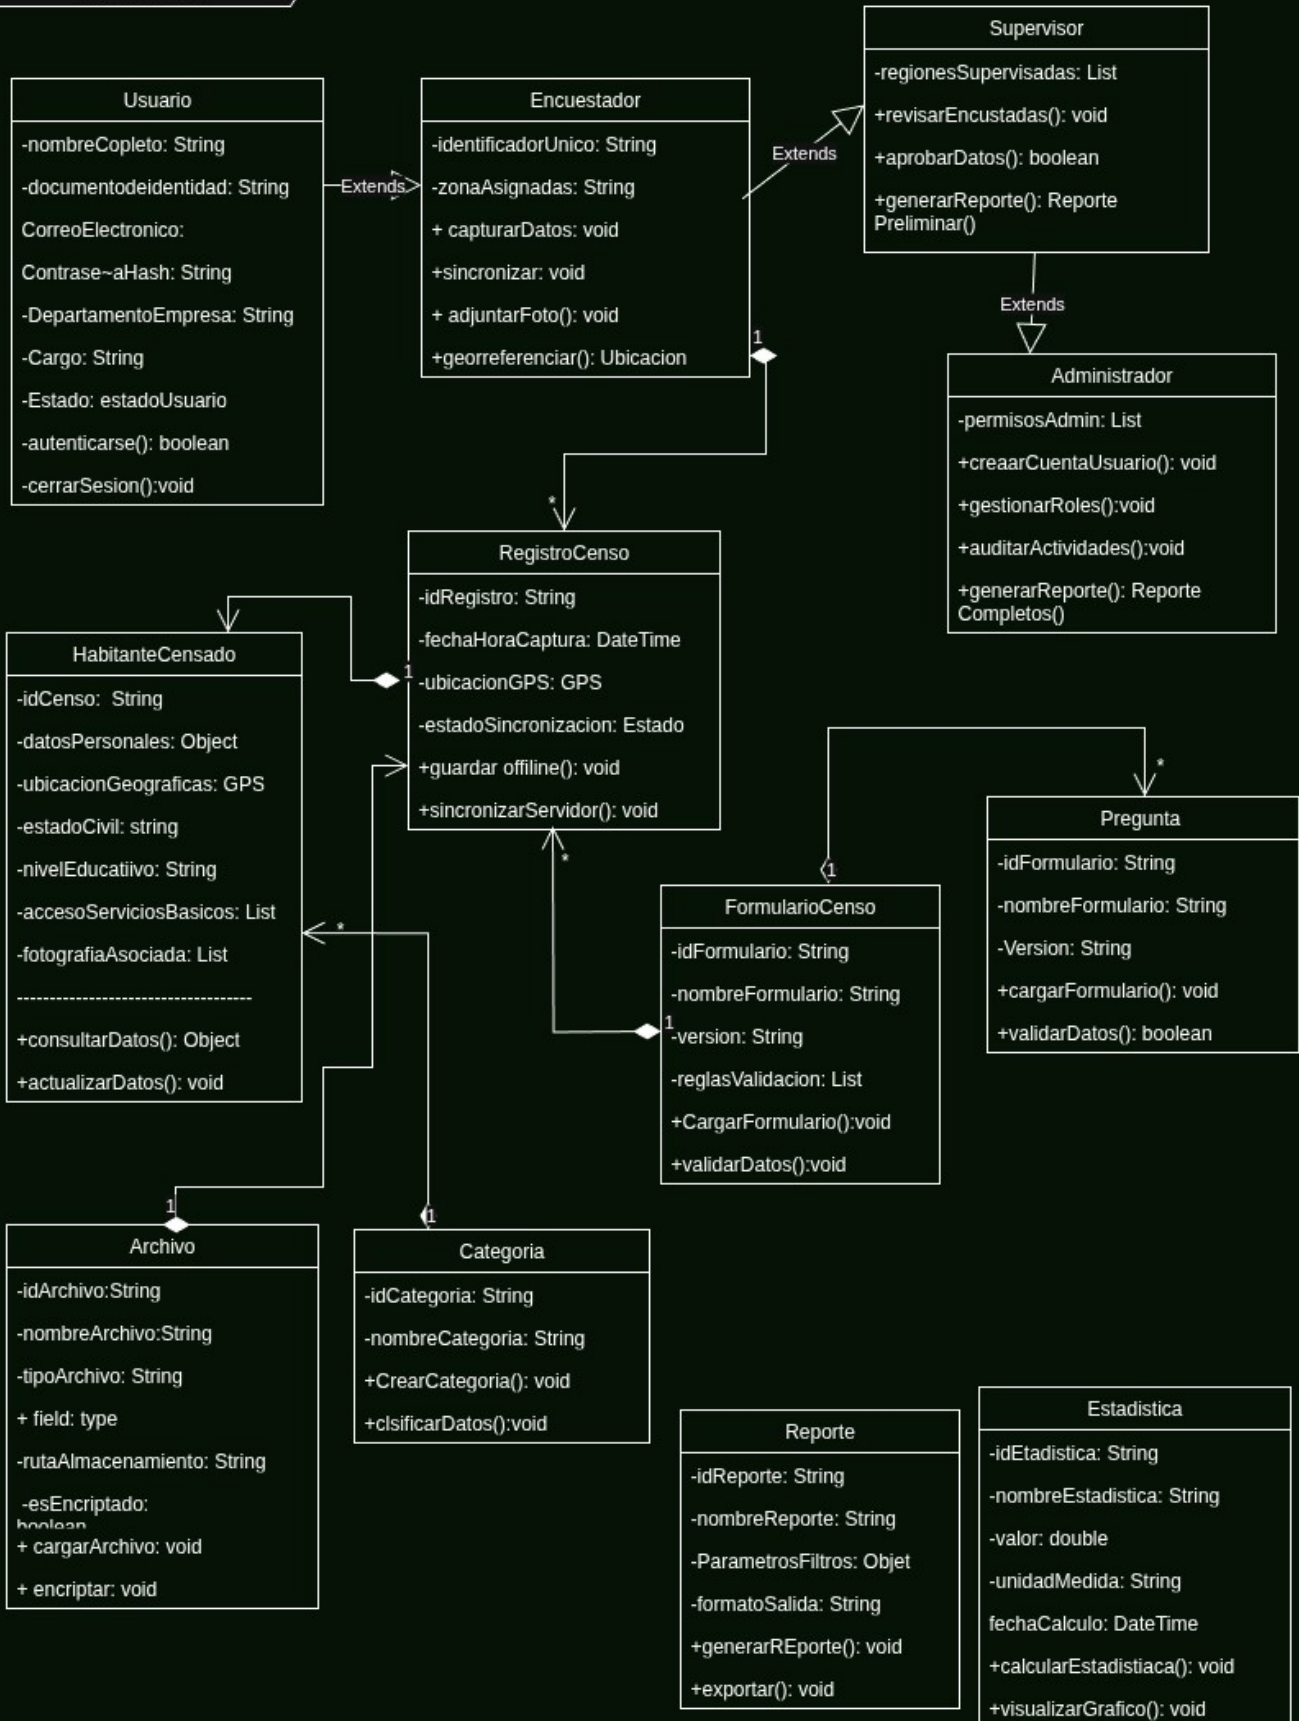 Usuario
-nombreCopleto: String
-documentodeidentidad: String
CorreoElectronico:
Contrase~aHash: String
-DepartamentoEmpresa: String
-Cargo: String
-Estado: estadoUsuario
-autenticarse(): boolean
-cerrarSesion():void
Extends
Encuestador
-identificadorUnico: String
-zonaAsignadas: String
+ capturarDatos: void
+sincronizar: void
+ adjuntarFoto(): void
+georreferenciar(): Ubicacion
1
*
Extends
Supervisor
-regionesSupervisadas: List
+revisarEncustadas(): void
+aprobarDatos(): boolean
+generarReporte(): Reporte
Preliminar()
Extends
Administrador
-permisosAdmin: List
+creaarCuentaUsuario(): void
+gestionarRoles():void
+auditarActividades():void
+generarReporte(): Reporte
Completos()
RegistroCenso
-idRegistro: String
-fechaHoraCaptura: DateTime
-ubicacionGPS: GPS
-estadoSincronizacion: Estado
+guardar offiline(): void
+sincronizarServidor(): void
1
*
HabitanteCensado
-idCenso:  String
-datosPersonales: Object
-ubicacionGeograficas: GPS
-estadoCivil: string
-nivelEducatiivo: String
-accesoServiciosBasicos: List
-fotografiaAsociada: List
------------------------------------
+consultarDatos(): Object
+actualizarDatos(): void
*
FormularioCenso
-idFormulario: String
-nombreFormulario: String
-version: String
-reglasValidacion: List
+CargarFormulario():void
+validarDatos():void
1
1
*
Pregunta
-idFormulario: String
-nombreFormulario: String
-Version: String
+cargarFormulario(): void
+validarDatos(): boolean
1
Archivo
-idArchivo:String
-nombreArchivo:String
-tipoArchivo: String
+ field: type
-rutaAlmacenamiento: String
-esEncriptado:
boolean
+ cargarArchivo: void
+ encriptar: void
1
Categoria
-idCategoria: String
-nombreCategoria: String
+CrearCategoria(): void
+clsificarDatos():void
Reporte
-idReporte: String
-nombreReporte: String
-ParametrosFiltros: Objet
-formatoSalida: String
+generarREporte(): void
+exportar(): void
Estadistica
-idEtadistica: String
-nombreEstadistica: String
-valor: double
-unidadMedida: String
fechaCalculo: DateTime
+calcularEstadistiaca(): void
+visualizarGrafico(): void